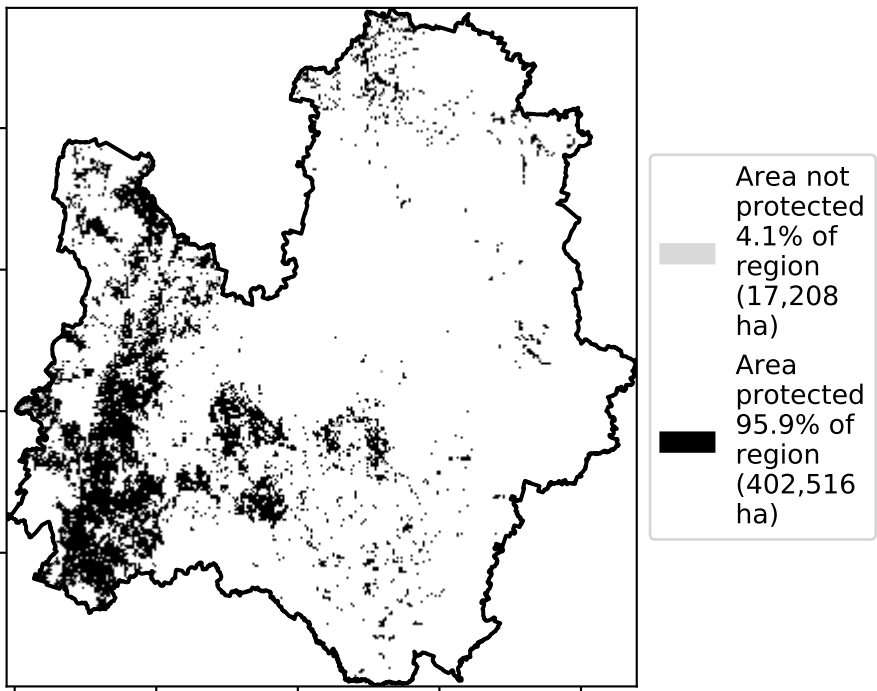 Area not
protected
4.1% of
region
(17,208
ha)
Area
protected
95.9% of
region
(402,516
ha)